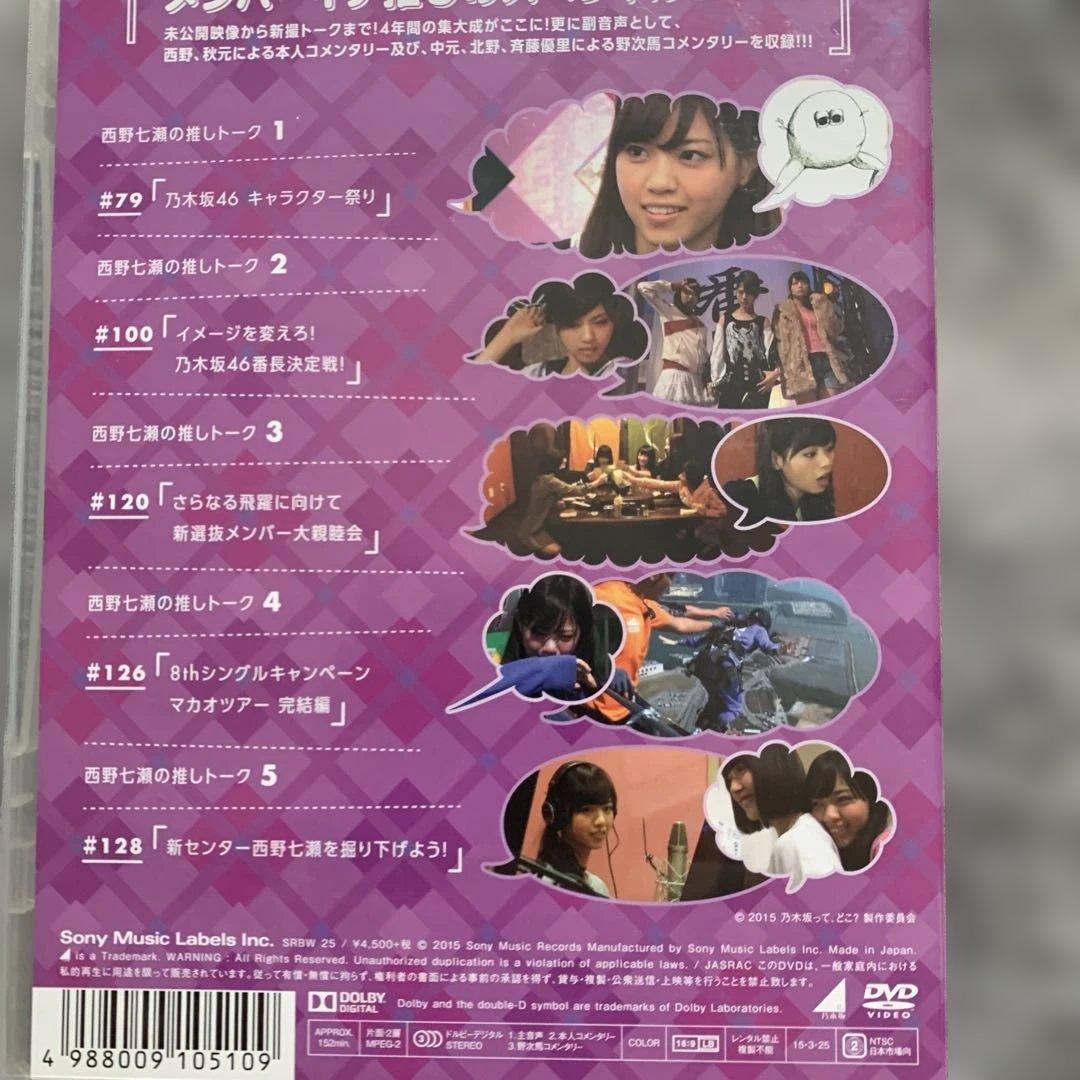 未公開映像から新撮トークまで!4年間の集大成がここに!更に副音声として、
西野、秋元による本人コメンタリー及び、中元、北野、斉藤優里による野次馬コメンタリーを収録!!!
西野七瀬の推しトーク 1
#79「乃木坂46 キャラクター祭り」
西野七瀬の推しトーク 2
#100「イメージを変えろ!
乃木坂46番長決定戦!」
西野七瀬の推しトーク 3
#120「さらなる飛躍に向けて
新選抜メンバー大親睦会」
西野七瀬の推しトーク 4
#126「8thシングルキャンペーン
マカオツアー 完結編」
西野七瀬の推しトーク 5
#128「新センター西野七瀬を掘り下げよう!」
© 2015 乃木坂って、どこ? 製作委員会
Sony Music Labels Inc. SRBW 25 / ¥4,500+税 © 2015 Sony Music Records Manufactured by Sony Music Labels Inc. Made in Japan.
is a Trademark. WARNING : All Rights Reserved. Unauthorized duplication is a violation of applicable laws. / JASRAC このDVDは、一般家庭内における
私的再生に用途を限って販売されています。従って有償・無償に拘らず、権利者の書面による事前の承諾を得ず、貸与・複製・公衆送信・上映等を行うことを禁止致します。
DOLBY DIGITAL Dolby and the double-D symbol are trademarks of Dolby Laboratories.
乃木坂
DVD VIDEO
APPROX. 152min.
片面・2層 MPEG-2
3 ドルビーデジタル STEREO 1.主音声 2.本人コメンタリー 3.野次馬コメンタリー
COLOR
16:9 LB
レンタル禁止 複製不能
15・3・25
2 NTSC 日本市場向
4 988009 105109